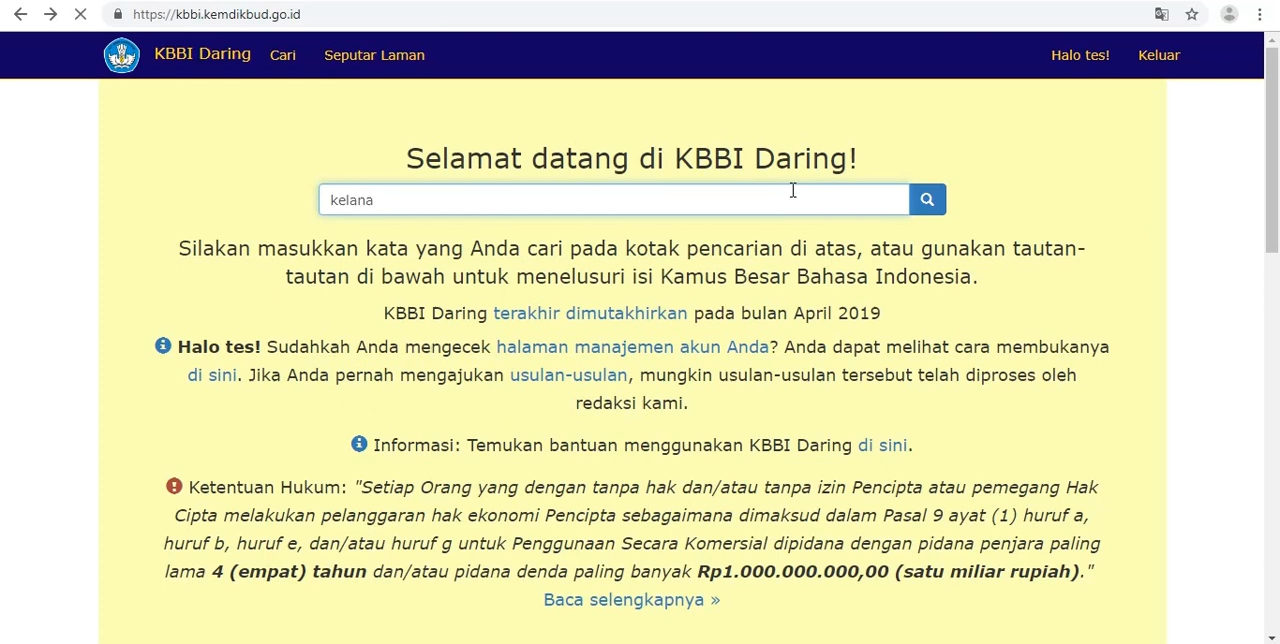 https://kbbi.kemdikbud.go.id
KBBI Daring Cari Seputar Laman Halo tes! Keluar
Selamat datang di KBBI Daring!
kelana
Silakan masukkan kata yang Anda cari pada kotak pencarian di atas, atau gunakan tautan-
tautan di bawah untuk menelusuri isi Kamus Besar Bahasa Indonesia.
KBBI Daring terakhir dimutakhirkan pada bulan April 2019
Halo tes! Sudahkah Anda mengecek halaman manajemen akun Anda? Anda dapat melihat cara membukanya
di sini. Jika Anda pernah mengajukan usulan-usulan, mungkin usulan-usulan tersebut telah diproses oleh
redaksi kami.
Informasi: Temukan bantuan menggunakan KBBI Daring di sini.
Ketentuan Hukum: "Setiap Orang yang dengan tanpa hak dan/atau tanpa izin Pencipta atau pemegang Hak
Cipta melakukan pelanggaran hak ekonomi Pencipta sebagaimana dimaksud dalam Pasal 9 ayat (1) huruf a,
huruf b, huruf e, dan/atau huruf g untuk Penggunaan Secara Komersial dipidana dengan pidana penjara paling
lama 4 (empat) tahun dan/atau pidana denda paling banyak Rp1.000.000.000,00 (satu miliar rupiah)."
Baca selengkapnya »